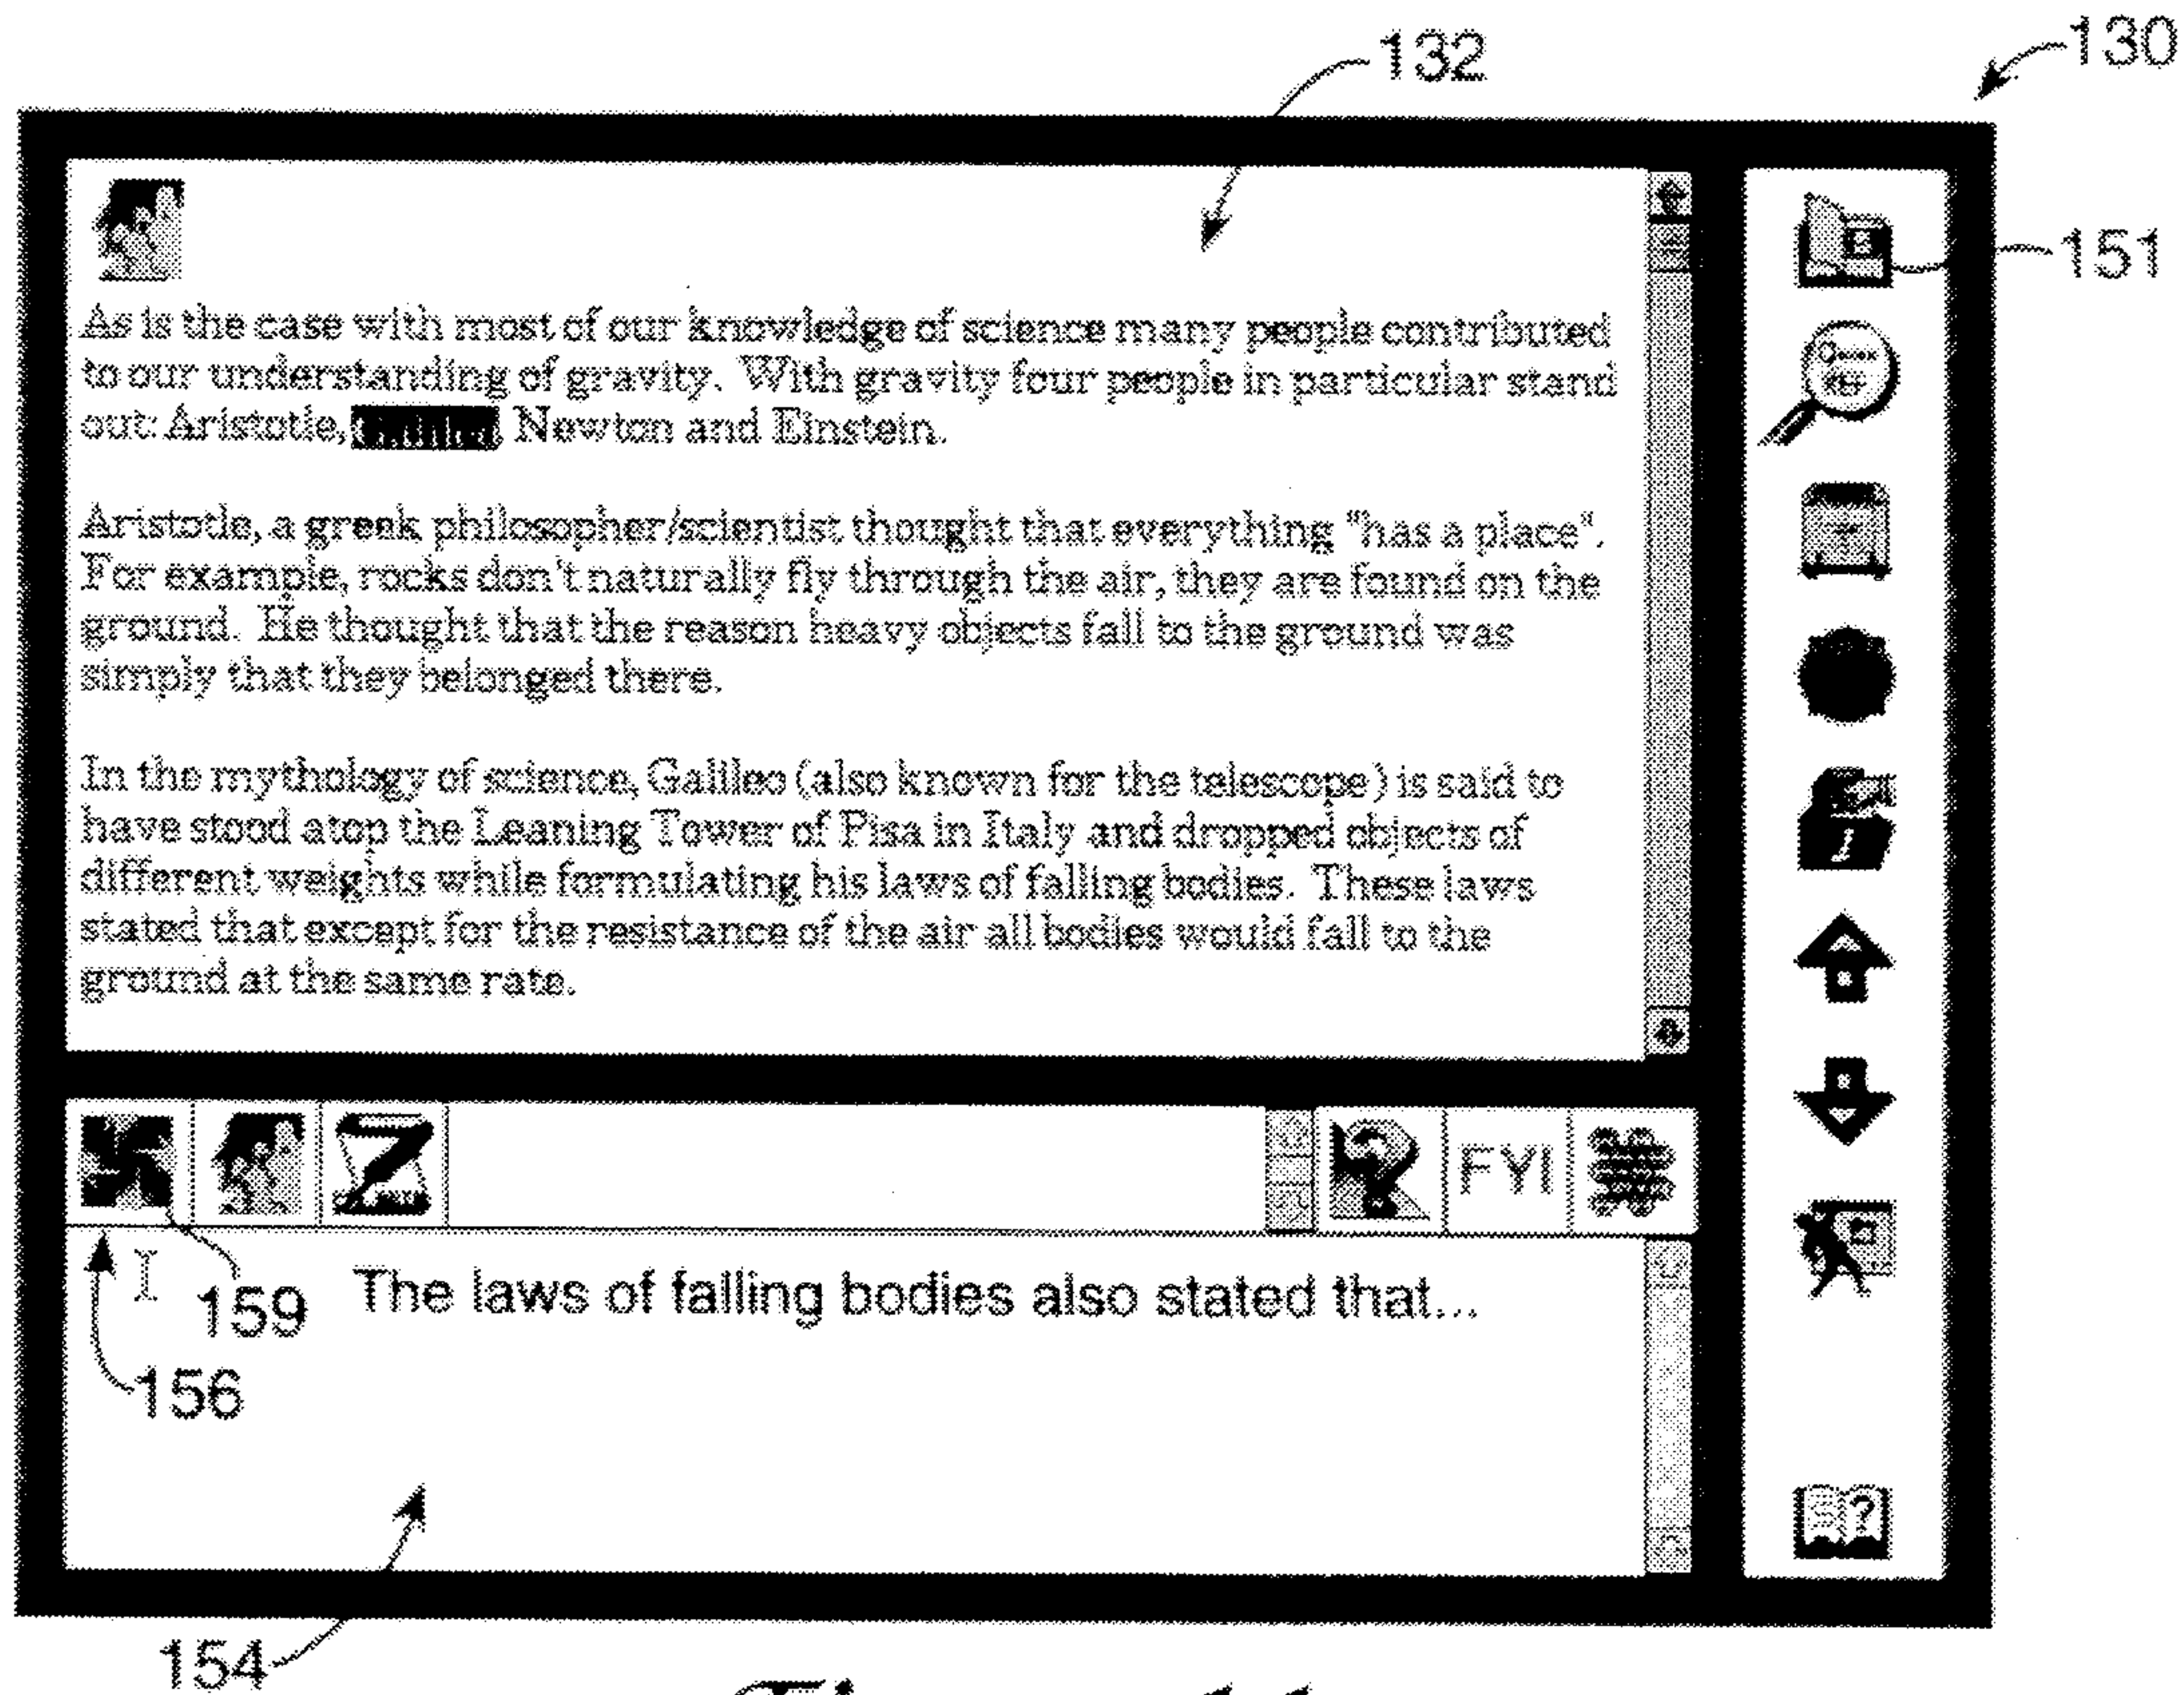 132
130
151
As is the case with most of our knowledge of science many people contributed
to our understanding of gravity. With gravity four people in particular stand
out: Aristotle, Galileo, Newton and Einstein.
Aristotle, a greek philosopher/scientist thought that everything "has a place".
For example, rocks don't naturally fly through the air, they are found on the
ground. He thought that the reason heavy objects fall to the ground was
simply that they belonged there.
In the mythology of science, Galileo (also known for the telescope) is said to
have stood atop the Leaning Tower of Pisa in Italy and dropped objects of
different weights while formulating his laws of falling bodies. These laws
stated that except for the resistance of the air all bodies would fall to the
ground at the same rate.
Z
?
FYI
159
The laws of falling bodies also stated that...
156
?
154